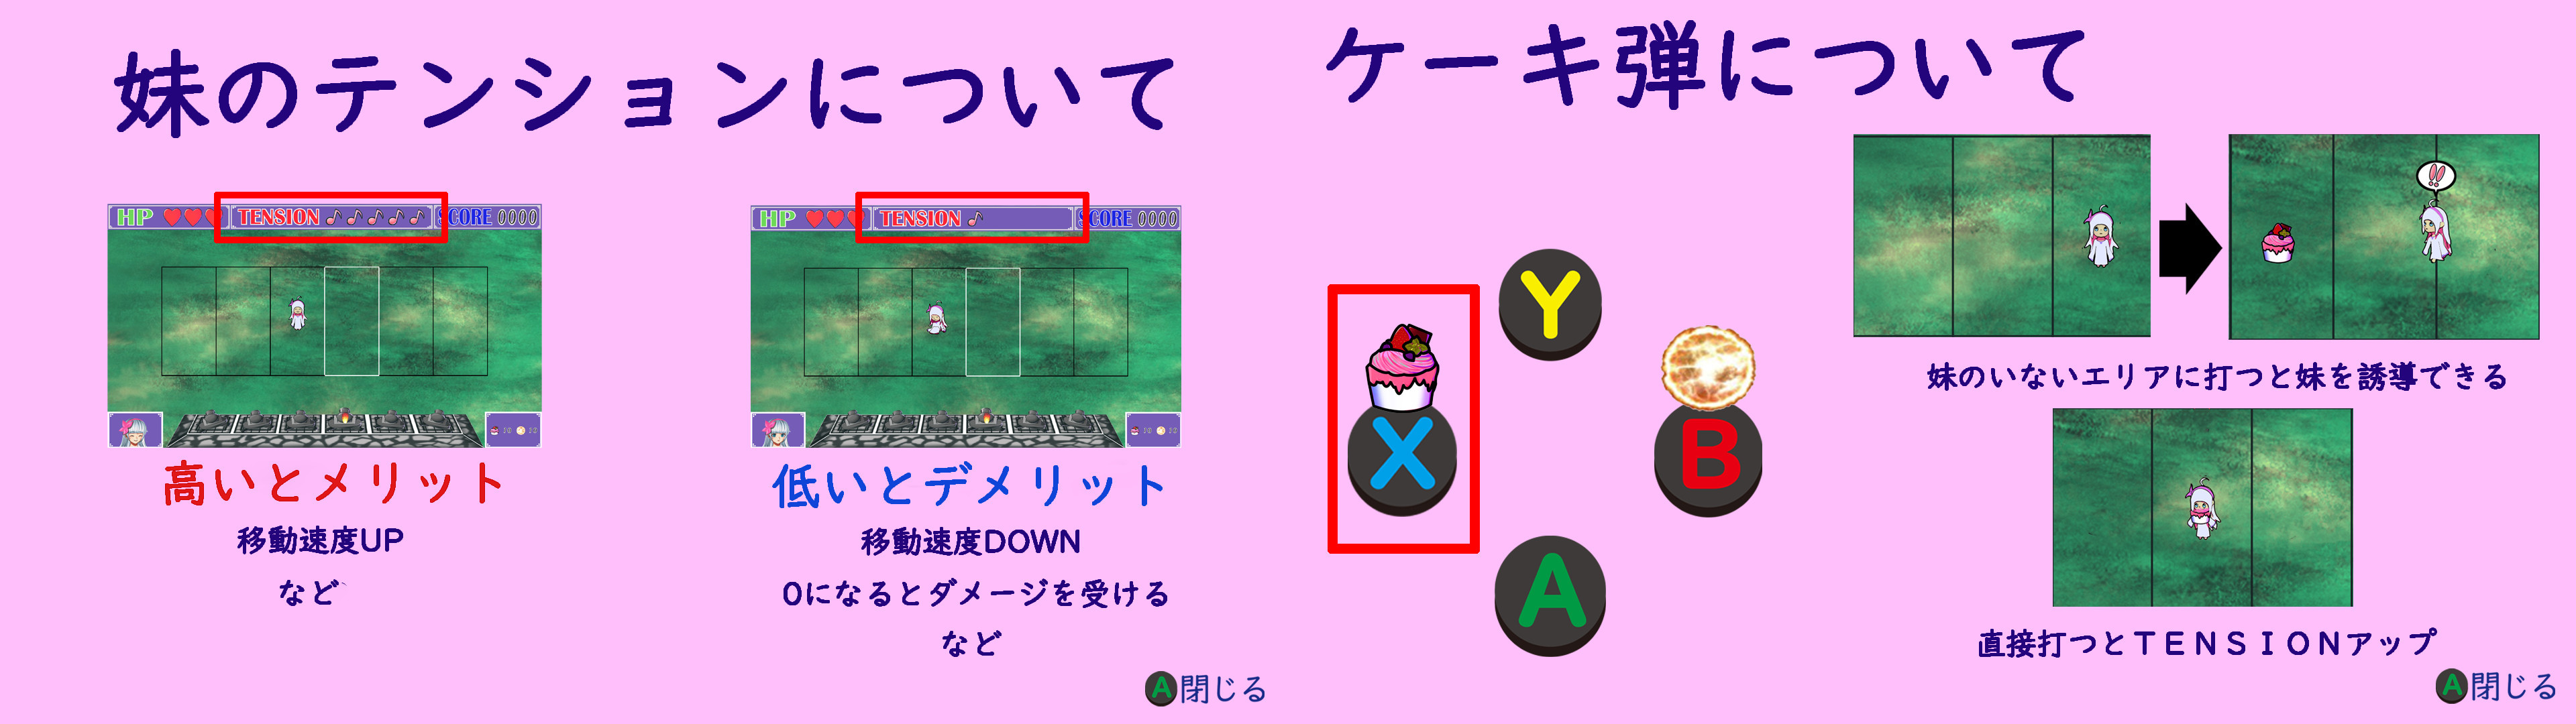 妹のテンションについて
HP TENSION ♪♪♪♪♪ SCORE 0000
高いとメリット
移動速度UP
など
HP TENSION ♪ SCORE 0000
低いとデメリット
移動速度DOWN
0になるとダメージを受ける
など
A閉じる
ケーキ弾について
Y
X
B
A
!!
妹のいないエリアに打つと妹を誘導できる
直接打つとTENSIONアップ
A閉じる